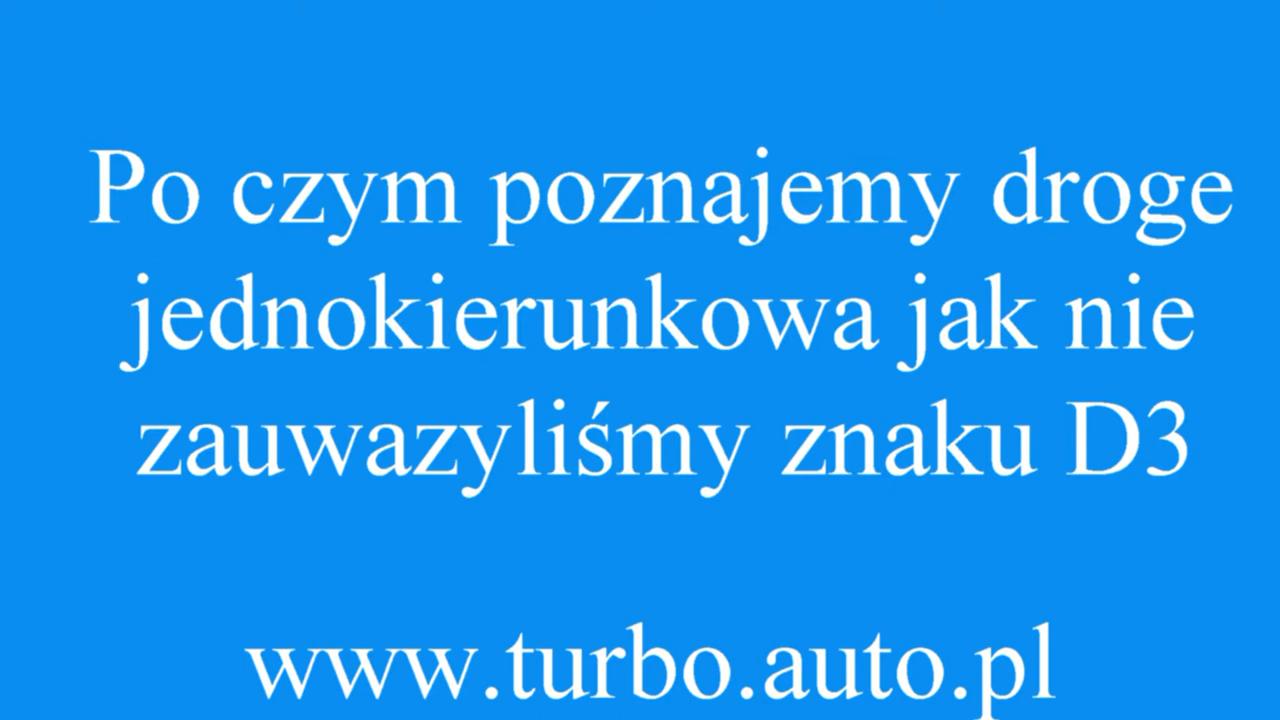 Po czym poznajemy droge
jednokierunkowa jak nie
zauwazyliśmy znaku D3
www.turbo.auto.pl